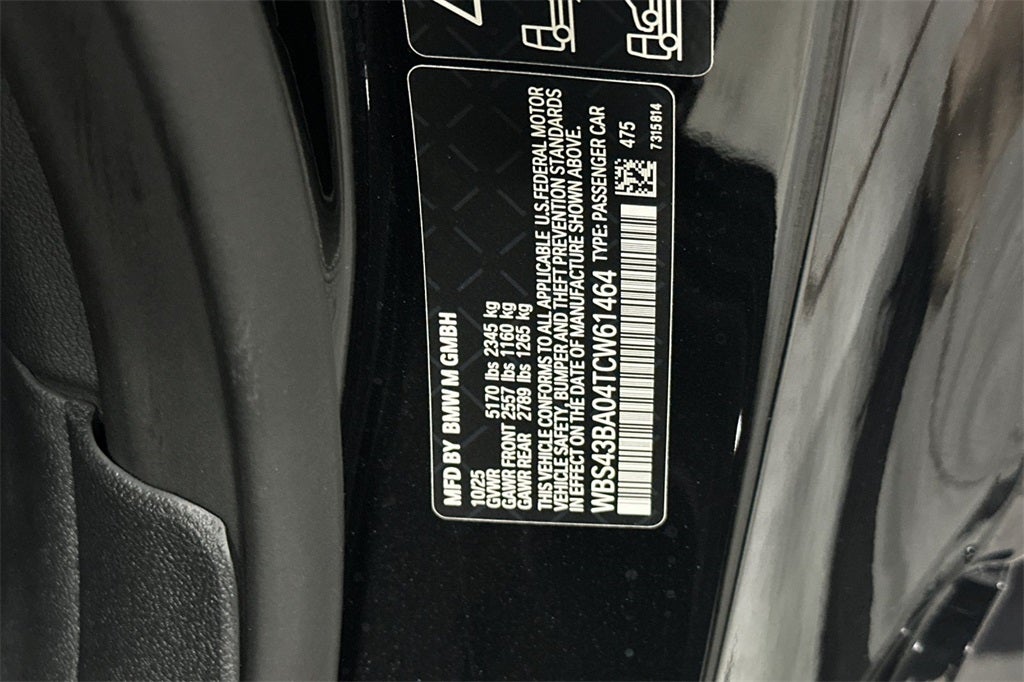 MFD BY BMW M GMBH
10/25
GVWR 5170 lbs 2345 kg
GAWR FRONT 2557 lbs 1160 kg
GAWR REAR 2789 lbs 1265 kg
THIS VEHICLE CONFORMS TO ALL APPLICABLE U.S. FEDERAL MOTOR
VEHICLE SAFETY, BUMPER AND THEFT PREVENTION STANDARDS
IN EFFECT ON THE DATE OF MANUFACTURE SHOWN ABOVE.
WBS43BA04TCW61464 TYPE: PASSENGER CAR
475
7315814